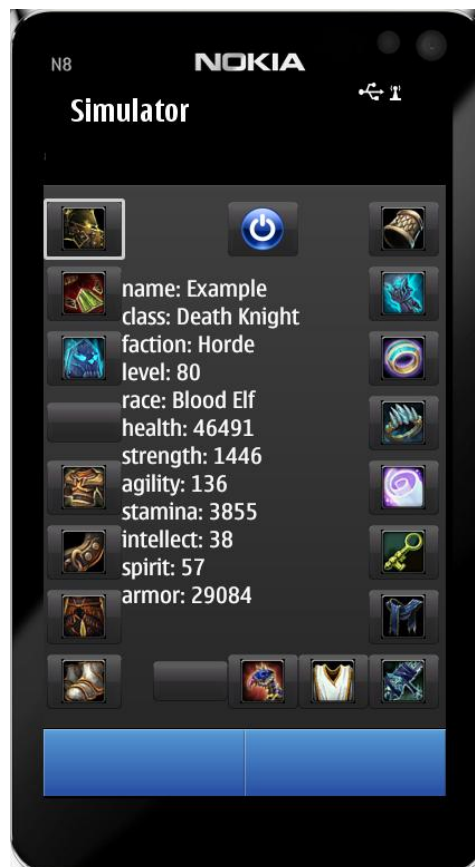 N8
NOKIA
Simulator
name: Example
class: Death Knight
faction: Horde
level: 80
race: Blood Elf
health: 46491
strength: 1446
agility: 136
stamina: 3855
intellect: 38
spirit: 57
armor: 29084